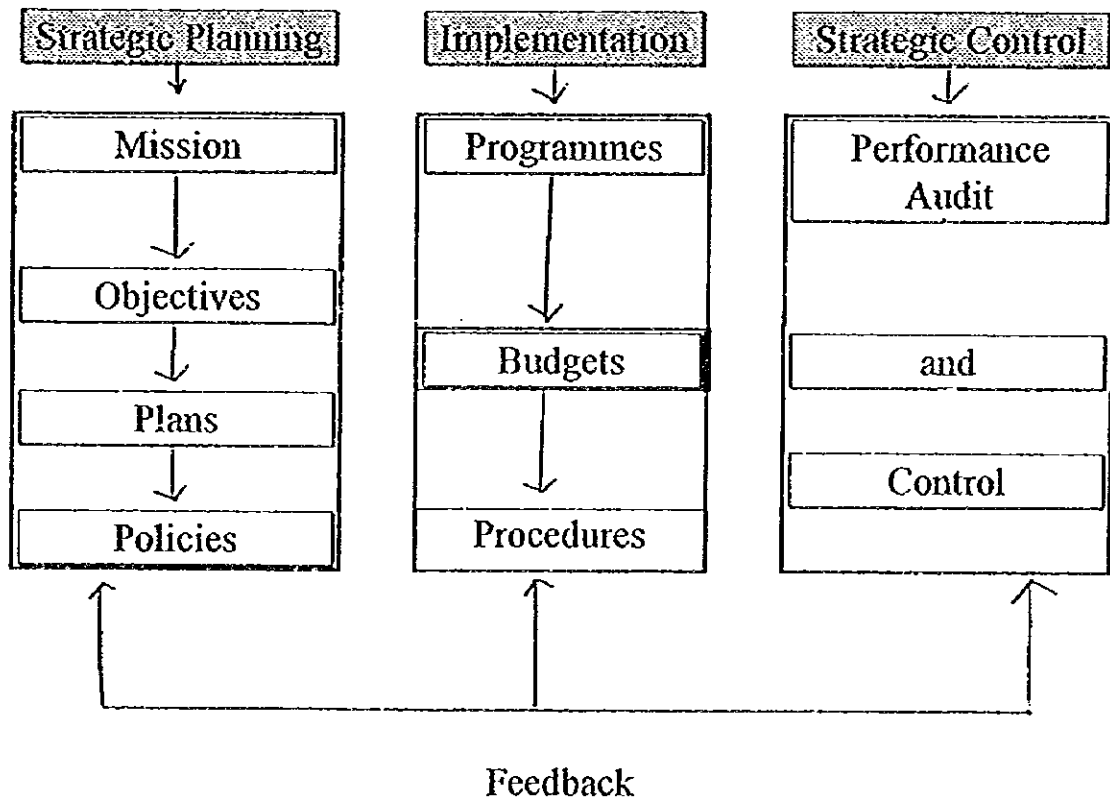 Strategic Planning
Mission
Objectives
Plans
Policies
Implementation
Programmes
Budgets
Procedures
Strategic Control
Performance
Audit
and
Control
Feedback